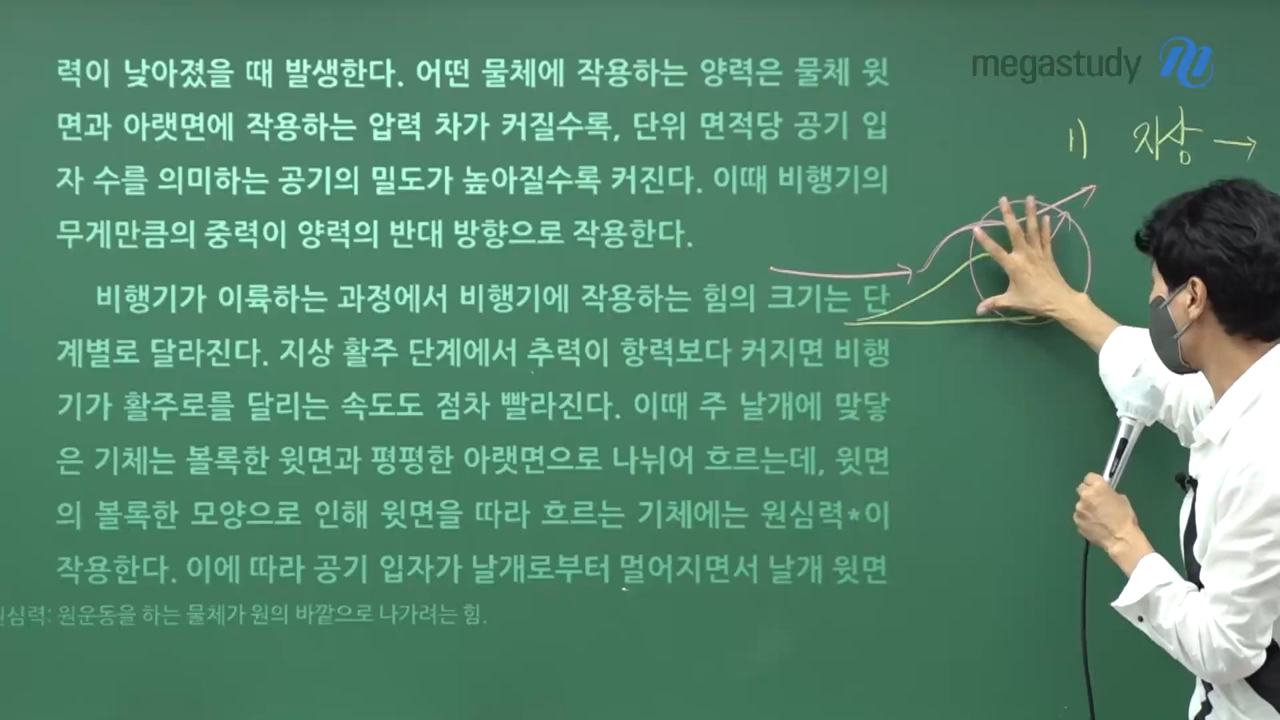 megastudy
력이 낮아졌을 때 발생한다. 어떤 물체에 작용하는 양력은 물체 윗
면과 아랫면에 작용하는 압력 차가 커질수록, 단위 면적당 공기 입
자 수를 의미하는 공기의 밀도가 높아질수록 커진다. 이때 비행기의
무게만큼의 중력이 양력의 반대 방향으로 작용한다.
1) 지상 →
비행기가 이륙하는 과정에서 비행기에 작용하는 힘의 크기는 단
계별로 달라진다. 지상 활주 단계에서 추력이 항력보다 커지면 비행
기가 활주로를 달리는 속도도 점차 빨라진다. 이때 주 날개에 맞닿
은 기체는 볼록한 윗면과 평평한 아랫면으로 나뉘어 흐르는데, 윗면
의 볼록한 모양으로 인해 윗면을 따라 흐르는 기체에는 원심력*이
작용한다. 이에 따라 공기 입자가 날개로부터 멀어지면서 날개 윗면
심력: 원운동을 하는 물체가 원의 바깥으로 나가려는 힘.